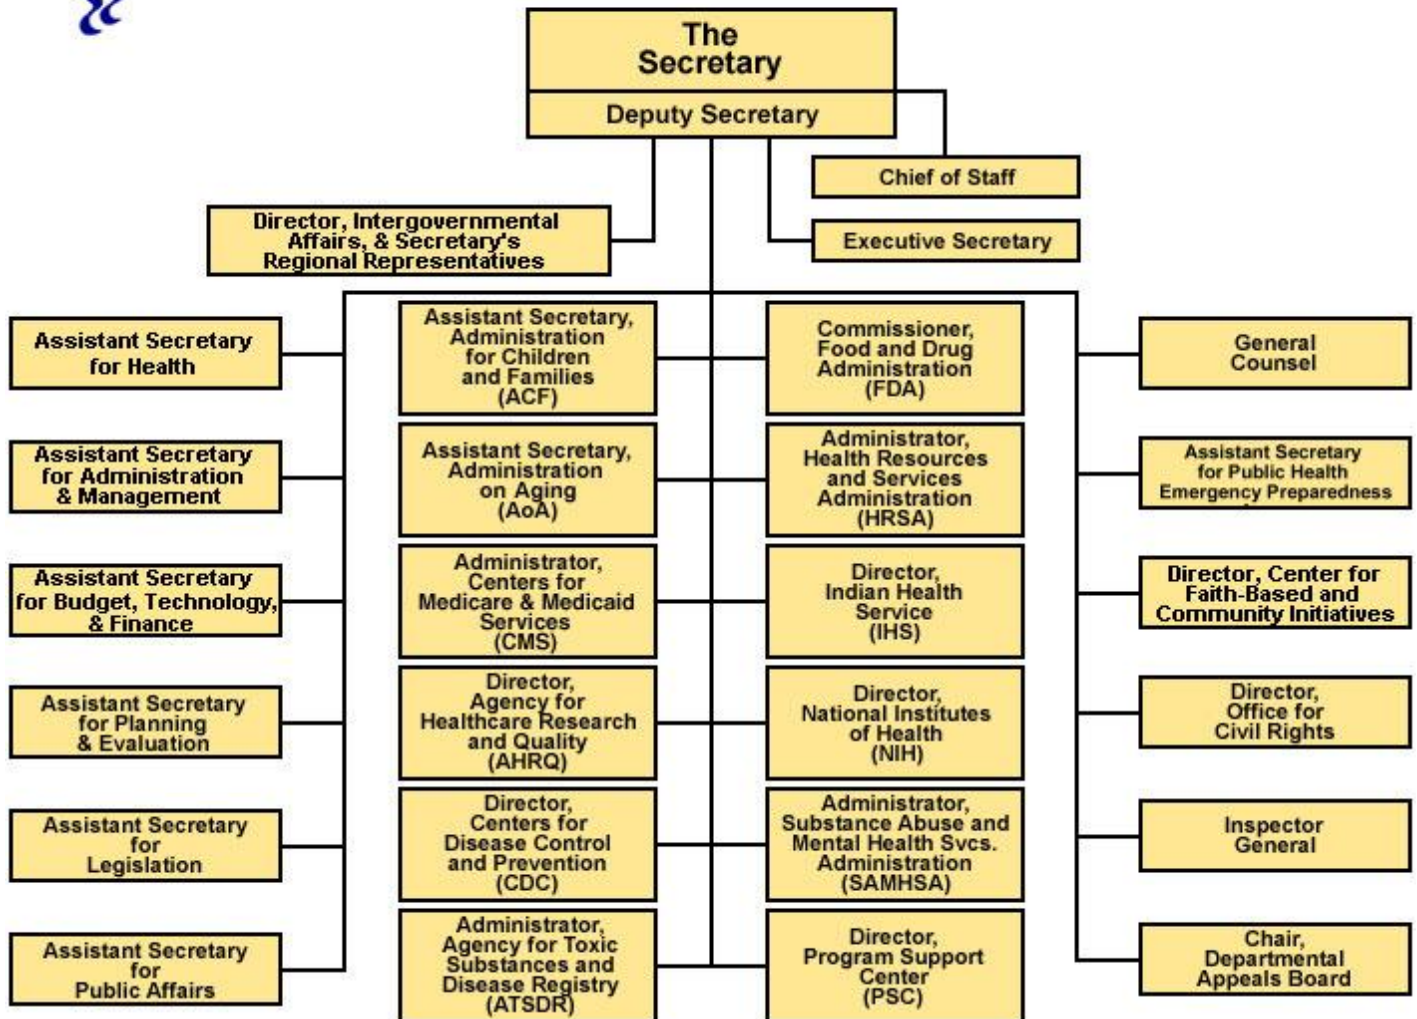 The
Secretary
Deputy Secretary
Chief of Staff
Director, Intergovernmental
Affairs, & Secretary's
Regional Representatives
Executive Secretary
Assistant Secretary
for Health
Assistant Secretary,
Administration
for Children
and Families
(ACF)
Commissioner,
Food and Drug
Administration
(FDA)
General
Counsel
Assistant Secretary
for Administration
& Management
Assistant Secretary,
Administration
on Aging
(AoA)
Administrator,
Health Resources
and Services
Administration
(HRSA)
Assistant Secretary
for Public Health
Emergency Preparedness
Assistant Secretary
for Budget, Technology,
& Finance
Administrator,
Centers for
Medicare & Medicaid
Services
(CMS)
Director,
Indian Health
Service
(IHS)
Director, Center for
Faith-Based and
Community Initiatives
Assistant Secretary
for Planning
& Evaluation
Director,
Agency for
Healthcare Research
and Quality
(AHRQ)
Director,
National Institutes
of Health
(NIH)
Director,
Office for
Civil Rights
Assistant Secretary
for
Legislation
Director,
Centers for
Disease Control
and Prevention
(CDC)
Administrator,
Substance Abuse and
Mental Health Svcs.
Administration
(SAMHSA)
Inspector
General
Assistant Secretary
for
Public Affairs
Administrator,
Agency for Toxic
Substances and
Disease Registry
(ATSDR)
Director,
Program Support
Center
(PSC)
Chair,
Departmental
Appeals Board